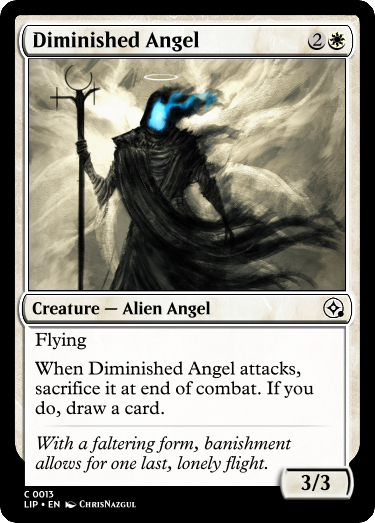 Diminished Angel 2
Creature — Alien Angel
Flying
When Diminished Angel attacks,
sacrifice it at end of combat. If you
do, draw a card.
With a faltering form, banishment
allows for one last, lonely flight.
3/3
C 0013
LIP • EN ChrisNazgul